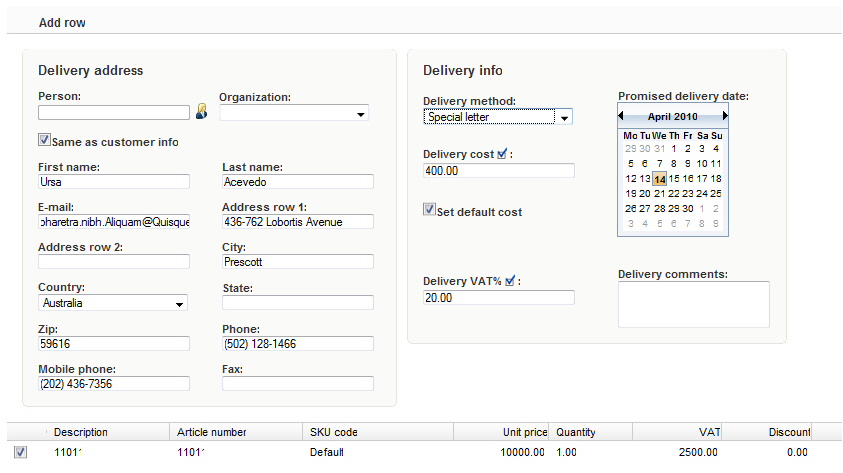 Add row
Delivery address
Person:
Organization:
Same as customer info
First name:
Last name:
Ursa
Acevedo
E-mail:
Address row 1:
pharetra.nibh.Aliquam@Quisque
436-762 Lobortis Avenue
Address row 2:
City:
Prescott
Country:
State:
Australia
Zip:
Phone:
59616
(502) 128-1466
Mobile phone:
Fax:
(202) 436-7356
Delivery info
Delivery method:
Promised delivery date:
Special letter
April 2010
Mo Tu We Th Fr Sa Su
29 30 31 1 2 3 4
5 6 7 8 9 10 11
12 13 14 15 16 17 18
19 20 21 22 23 24 25
26 27 28 29 30 1 2
3 4 5 6 7 8 9
Delivery cost :
400.00
Set default cost
Delivery VAT% :
20.00
Delivery comments:
Description Article number SKU code Unit price Quantity VAT Discount
11011 11011 Default 10000.00 1.00 2500.00 0.00